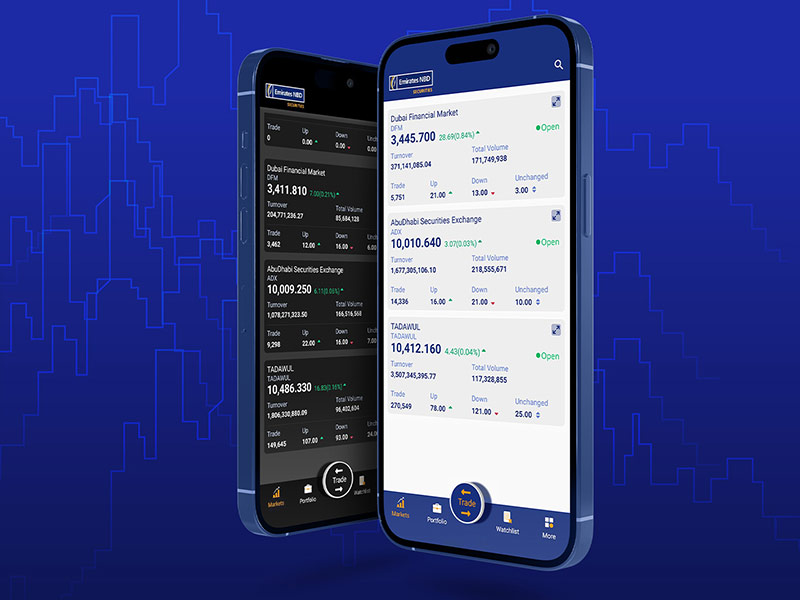 Emirates NBD
SECURITIES
Trade Up Down Unch
0 0.00 0.00 0.00
Dubai Financial Market
DFM
3,411.810 7.00(0.21%)
Turnover Total Volume
204,771,236.27 85,684,128
Trade Up Down Unch
3,462 12.00 16.00 6.00
AbuDhabi Securities Exchange
ADX
10,009.250 6.11(0.06%)
Turnover Total Volume
1,078,271,323.50 166,516,568
Trade Up Down Unch
9,298 22.00 16.00 7.00
TADAWUL
TADAWUL
10,486.330 16.83(0.16%)
Turnover Total Volume
1,806,330,880.09 96,402,604
Trade Up Down Unch
149,645 107.00 93.00 24.0
Markets Portfolio Trade Watchlist
Emirates NBD
SECURITIES
Dubai Financial Market
DFM
3,445.700 28.69(0.84%) Open
Turnover Total Volume
371,141,085.04 171,749,938
Trade Up Down Unchanged
5,751 21.00 13.00 3.00
AbuDhabi Securities Exchange
ADX
10,010.640 3.07(0.03%) Open
Turnover Total Volume
1,677,305,106.10 218,555,671
Trade Up Down Unchanged
14,336 16.00 21.00 10.00
TADAWUL
TADAWUL
10,412.160 4.43(0.04%) Open
Turnover Total Volume
3,507,345,395.77 117,328,855
Trade Up Down Unchanged
270,549 78.00 121.00 25.00
Markets Portfolio Trade Watchlist More